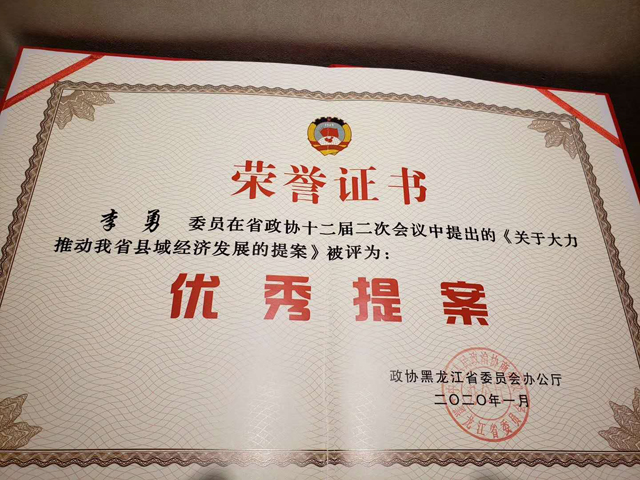 荣誉证书
李勇 委员在省政协十二届二次会议中提出的《关于大力
推动我省县域经济发展的提案》被评为：
优秀提案
政协黑龙江省委员会办公厅
二〇二〇年一月